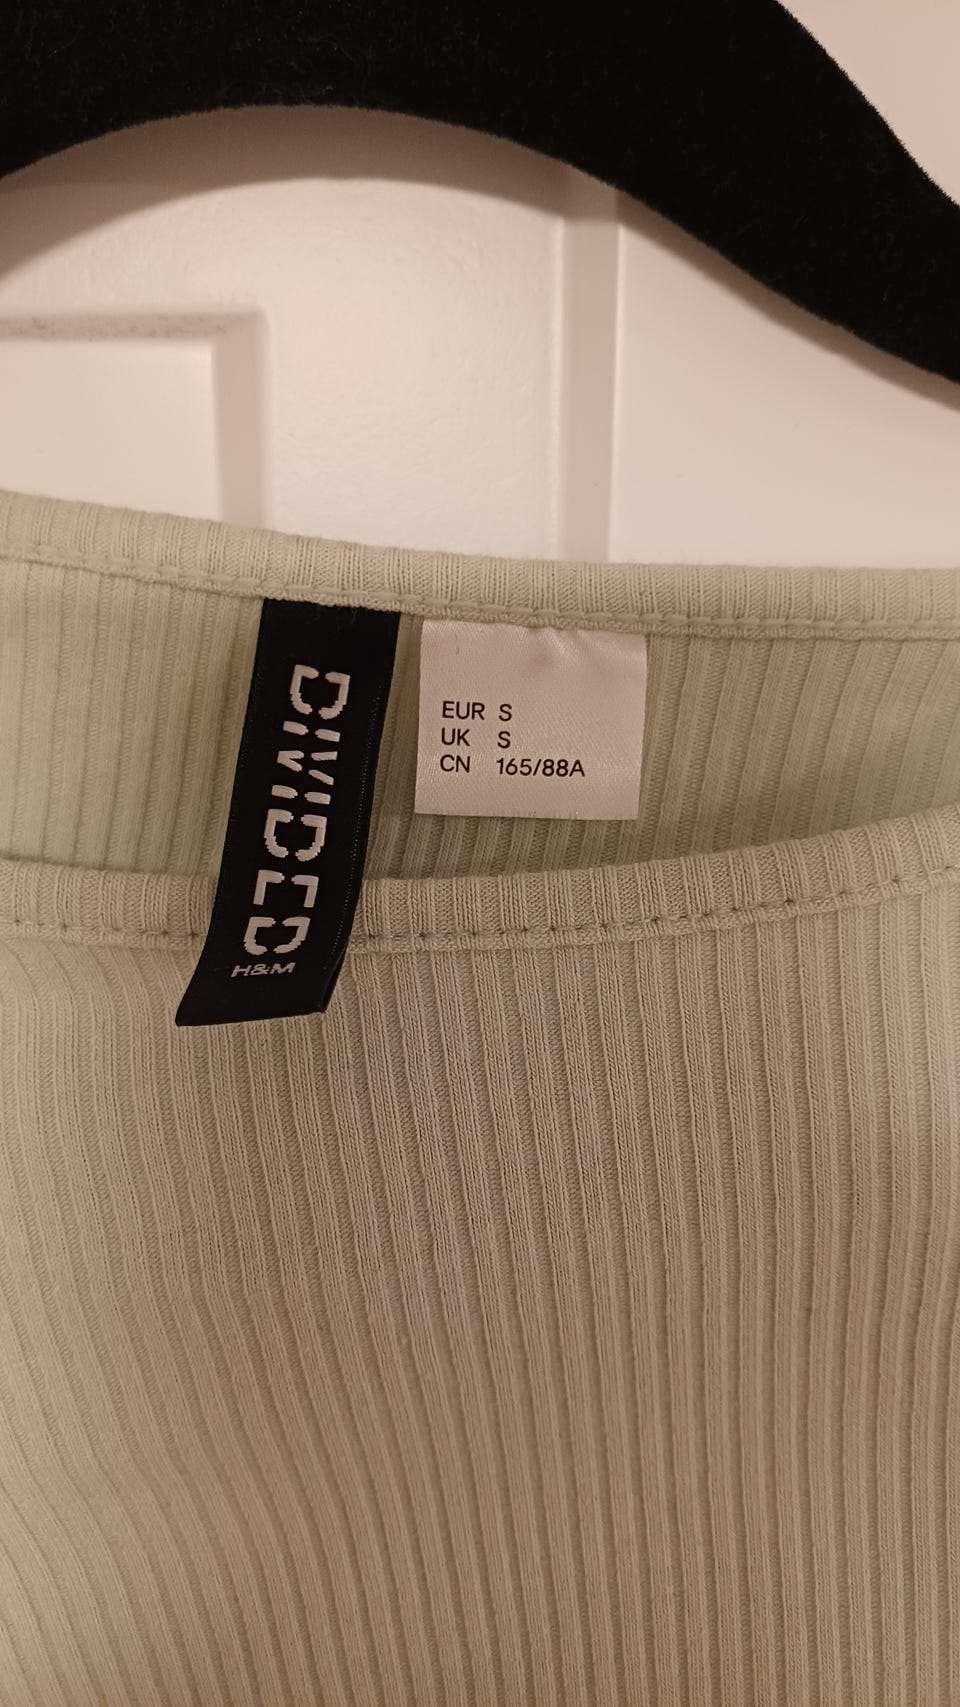 DIVIDED
H&M
EUR S
UK S
CN 165/88A